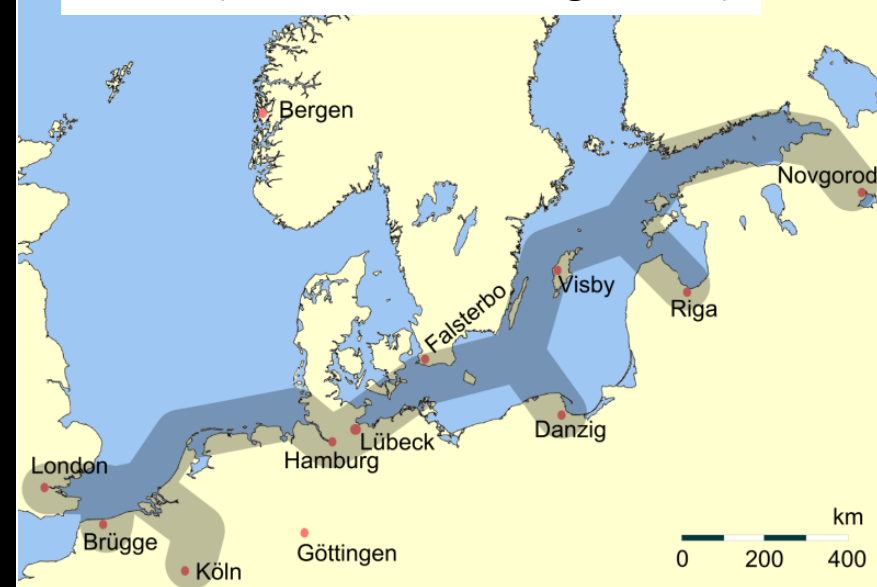 Bergen
Novgorod
Visby
Riga
Falsterbo
Danzig
Lübeck
Hamburg
London
Brügge
Göttingen
Köln
km
0 200 400